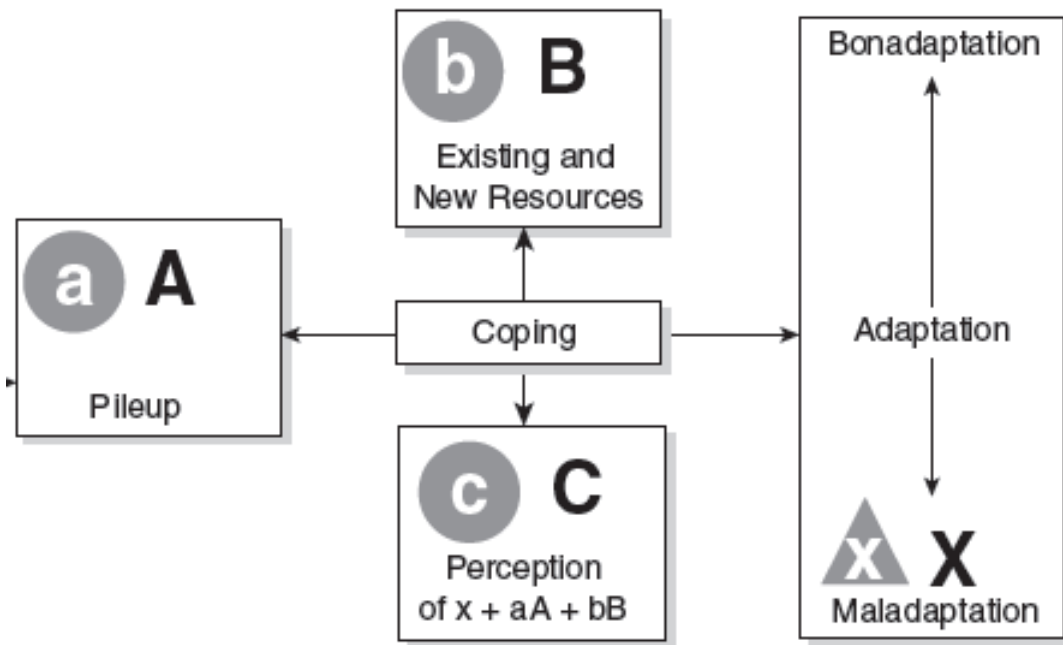 b B
Existing and
New Resources
a A
Pileup
Coping
c C
Perception
of x + aA + bB
Bonadaptation
Adaptation
x X
Maladaptation